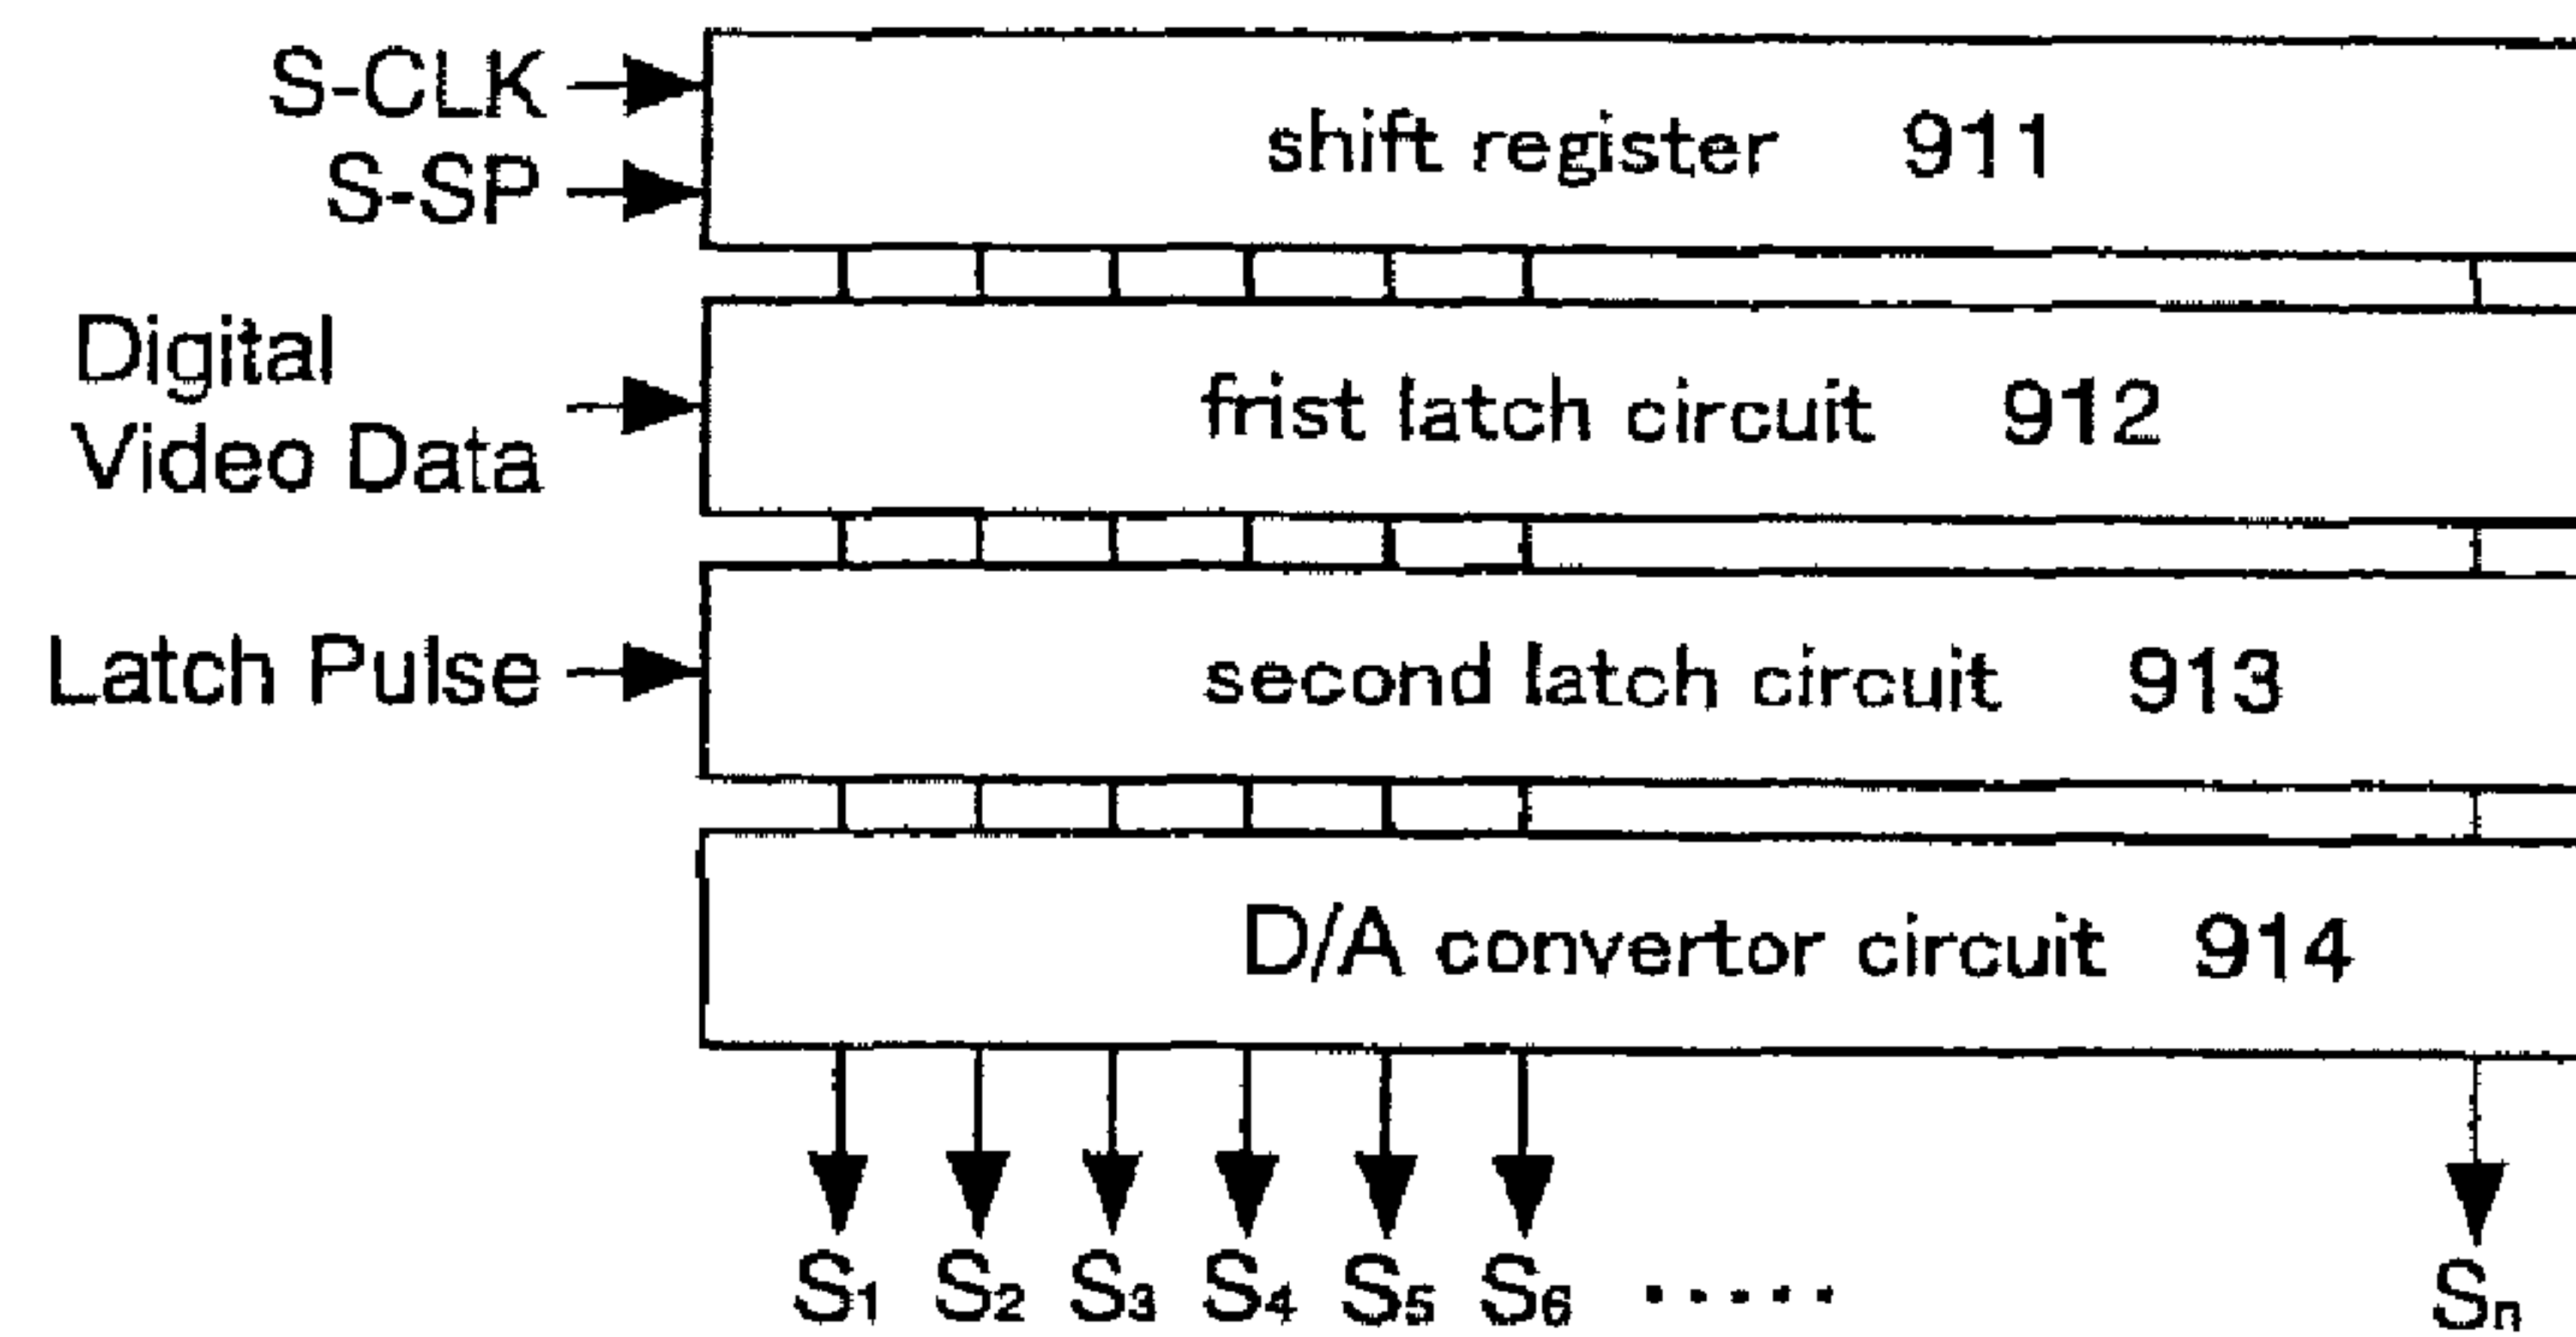 S-CLK
S-SP
shift register 911
Digital
Video Data
frist latch circuit 912
Latch Pulse
second latch circuit 913
D/A convertor circuit 914
S1 S2 S3 S4 S5 S6 ..... Sn